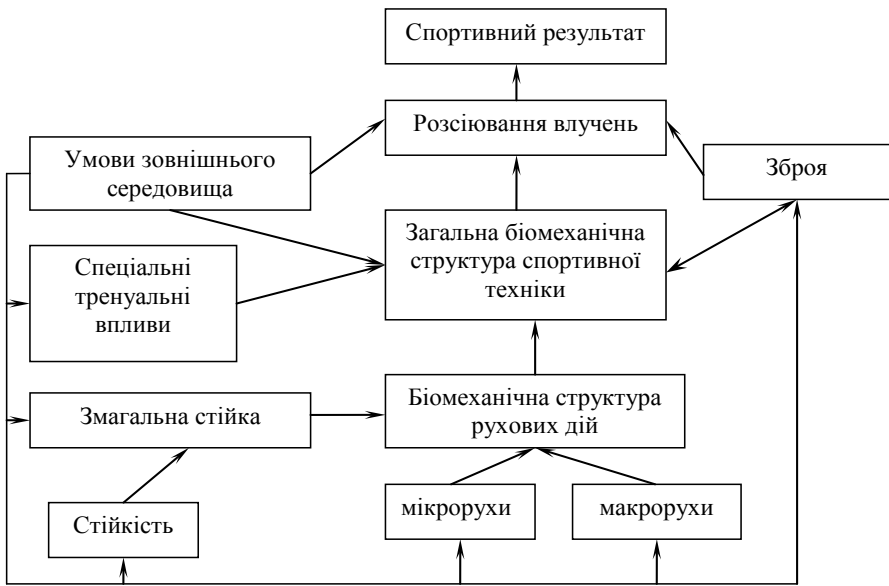 Спортивний результат
Розсіювання влучень
Умови зовнішнього
середовища
Зброя
Загальна біомеханічна
структура спортивної
техніки
Спеціальні
тренуальні
впливи
Змагальна стійка
Біомеханічна структура
рухових дій
Стійкість
мікрорухи
макрорухи